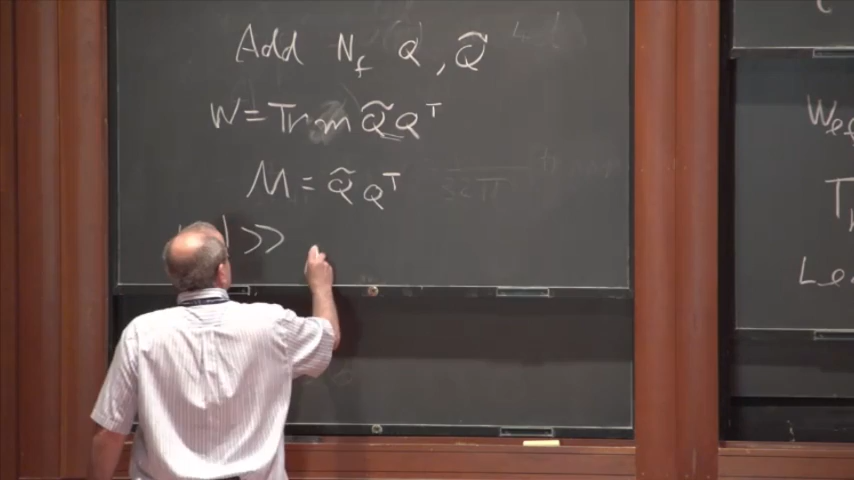 Add N_f Q, Q̃
W = Tr m Q̃ Q^T
M = Q̃ Q^T
| >>